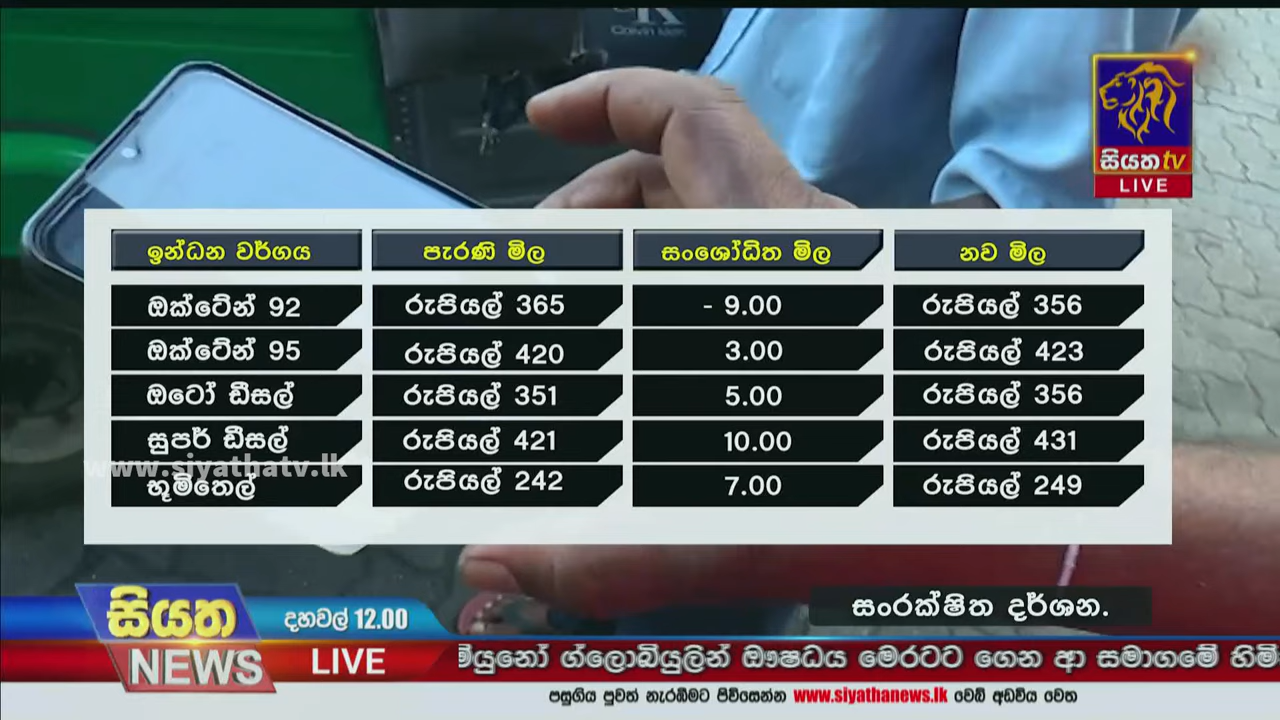 CK
Calvin Klein
සියත tv
LIVE
ඉන්ධන වර්ගය පැරණි මිල සංශෝධිත මිල නව මිල
ඔක්ටේන් 92 රුපියල් 365 - 9.00 රුපියල් 356
ඔක්ටේන් 95 රුපියල් 420 3.00 රුපියල් 423
ඔටෝ ඩීසල් රුපියල් 351 5.00 රුපියල් 356
සුපර් ඩීසල් රුපියල් 421 10.00 රුපියල් 431
www.siyathatv.lk
භූමිතෙල් රුපියල් 242 7.00 රුපියල් 249
සංරක්ෂිත දර්ශන.
සියත දහවල් 12.00
NEWS LIVE මියුනෝ ග්ලොබියුලින් ඖෂධය මෙරටට ගෙන ආ සමාගමේ හිමි
පසුගිය පුවත් නැරඹීමට පිවිසෙන්න www.siyathanews.lk වෙබ් අඩවිය වෙත